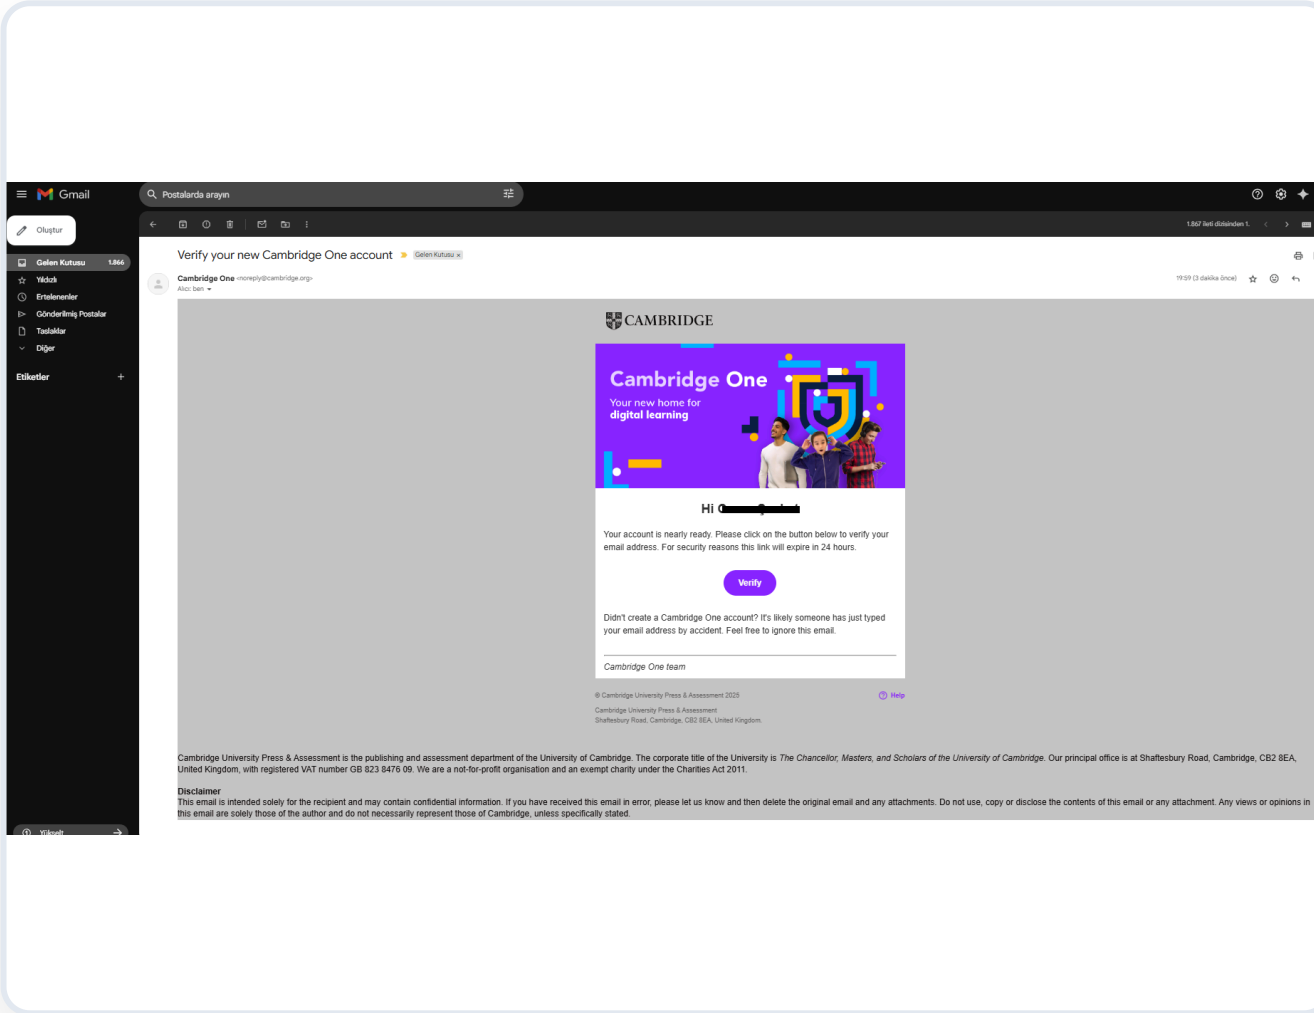 Gmail
Postalarda arayın
Oluştur
1.867 ileti dizisinden 1.
Gelen Kutusu 1.866
Yıldızlı
Ertelenenler
Gönderilmiş Postalar
Taslaklar
Diğer
Etiketler +
Yükselt
Verify your new Cambridge One account Gelen Kutusu x
Cambridge One <noreply@cambridge.org>
19:59 (3 dakika önce)
Alıcı: ben
CAMBRIDGE
Cambridge One
Your new home for
digital learning
Hi
Your account is nearly ready. Please click on the button below to verify your
email address. For security reasons this link will expire in 24 hours.
Verify
Didn't create a Cambridge One account? It's likely someone has just typed
your email address by accident. Feel free to ignore this email.
Cambridge One team
© Cambridge University Press & Assessment 2025
Help
Cambridge University Press & Assessment
Shaftesbury Road, Cambridge, CB2 8EA, United Kingdom.
Cambridge University Press & Assessment is the publishing and assessment department of the University of Cambridge. The corporate title of the University is The Chancellor, Masters, and Scholars of the University of Cambridge. Our principal office is at Shaftesbury Road, Cambridge, CB2 8EA,
United Kingdom, with registered VAT number GB 823 8476 09. We are a not-for-profit organisation and an exempt charity under the Charities Act 2011.
Disclaimer
This email is intended solely for the recipient and may contain confidential information. If you have received this email in error, please let us know and then delete the original email and any attachments. Do not use, copy or disclose the contents of this email or any attachment. Any views or opinions in
this email are solely those of the author and do not necessarily represent those of Cambridge, unless specifically stated.